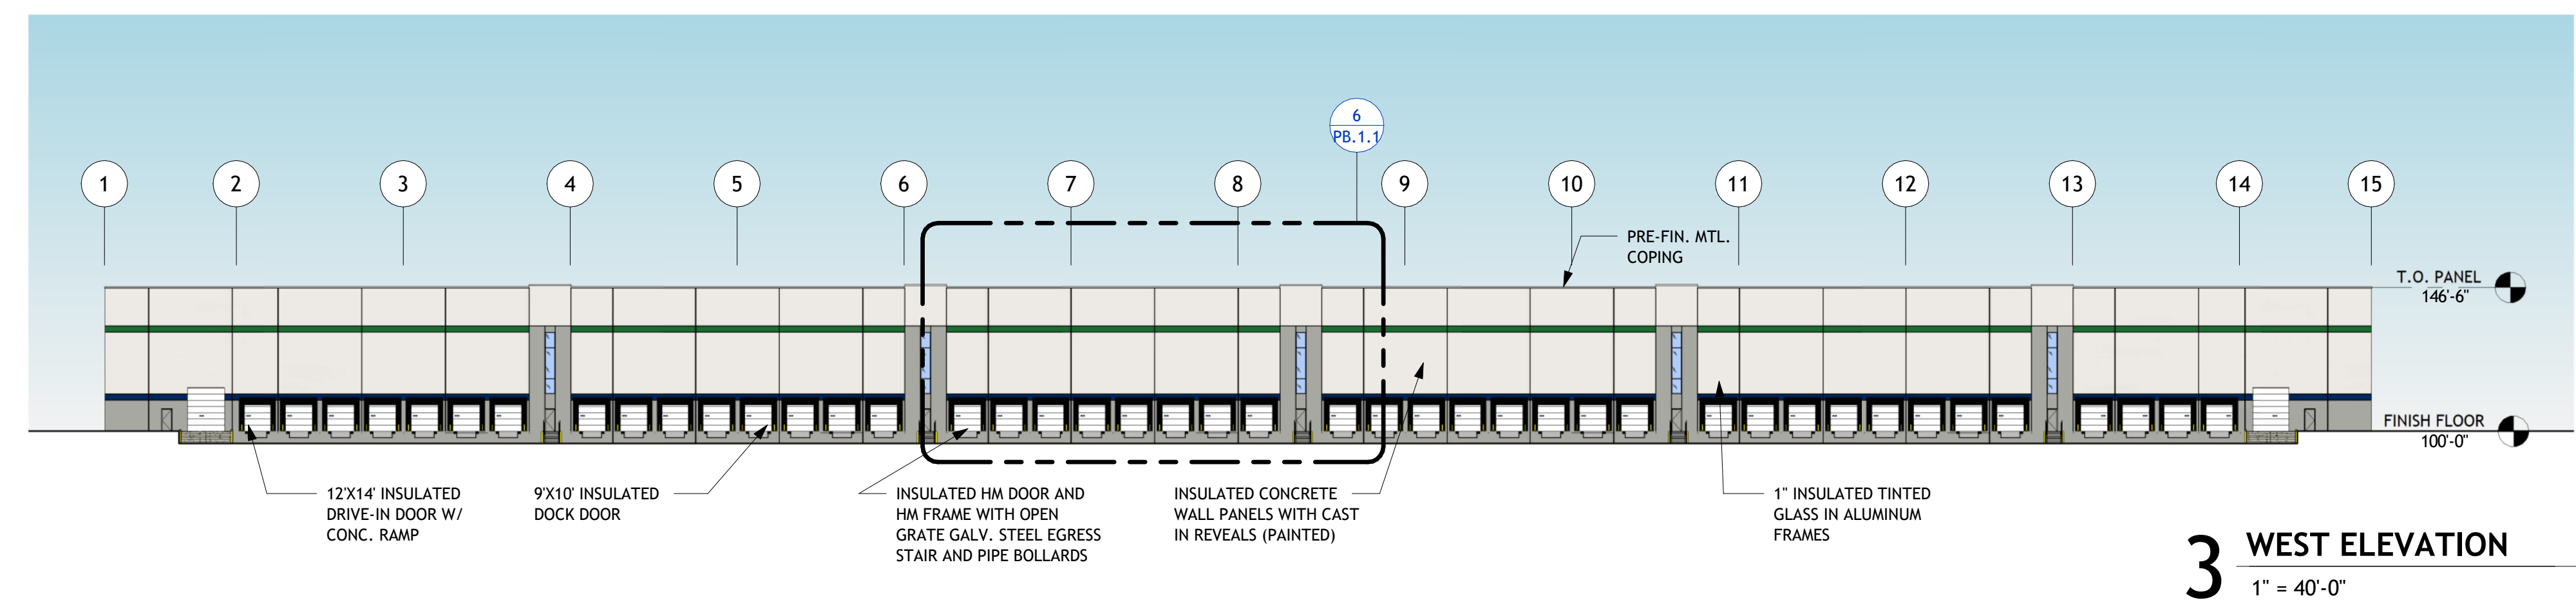 6
PB.1.1
1 2 3 4 5 6 7 8 9 10 11 12 13 14 15
PRE-FIN. MTL.
COPING
T.O. PANEL
146'-6"
FINISH FLOOR
100'-0"
12'X14' INSULATED
DRIVE-IN DOOR W/
CONC. RAMP
9'X10' INSULATED
DOCK DOOR
INSULATED HM DOOR AND
HM FRAME WITH OPEN
GRATE GALV. STEEL EGRESS
STAIR AND PIPE BOLLARDS
INSULATED CONCRETE
WALL PANELS WITH CAST
IN REVEALS (PAINTED)
1" INSULATED TINTED
GLASS IN ALUMINUM
FRAMES
3 WEST ELEVATION
1" = 40'-0"